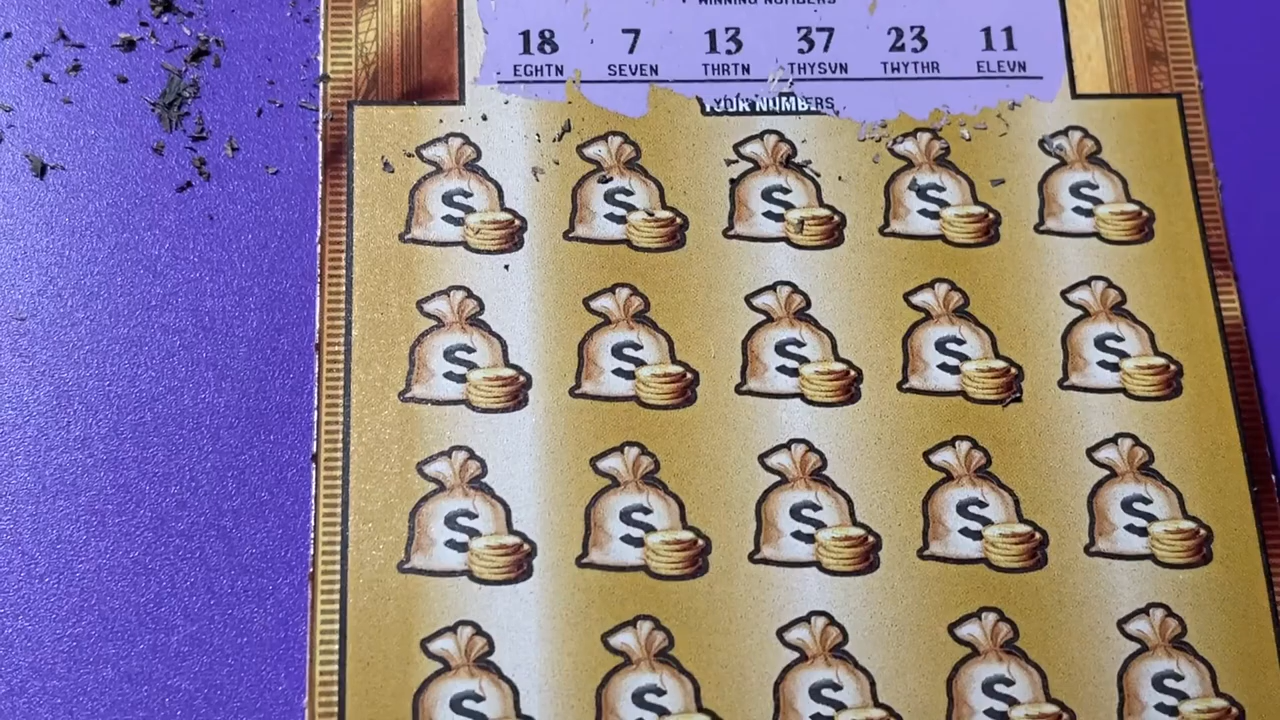 WINNING NUMBERS
18 7 13 37 23 11
EGHTN SEVEN THRTN THYSVN TWYTHR ELEVN
YOUR NUMBERS
$ $ $ $ $
$ $ $ $ $
$ $ $ $ $
$ $ $ $ $